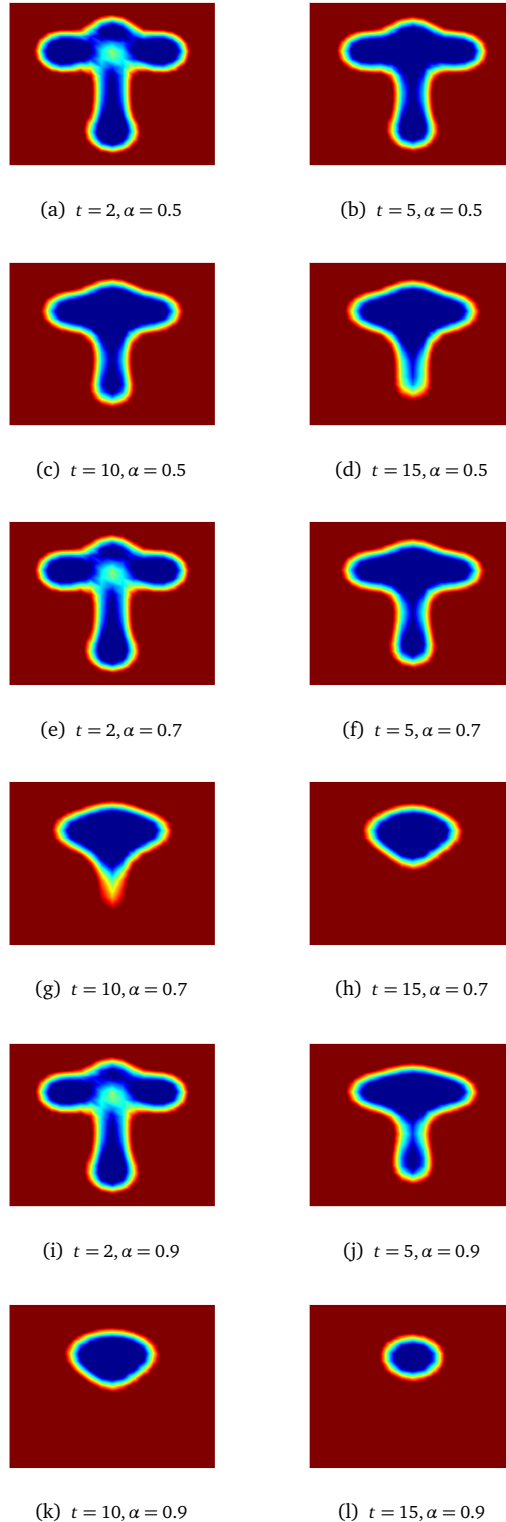 (a) t = 2, α = 0.5
(b) t = 5, α = 0.5
(c) t = 10, α = 0.5
(d) t = 15, α = 0.5
(e) t = 2, α = 0.7
(f) t = 5, α = 0.7
(g) t = 10, α = 0.7
(h) t = 15, α = 0.7
(i) t = 2, α = 0.9
(j) t = 5, α = 0.9
(k) t = 10, α = 0.9
(l) t = 15, α = 0.9